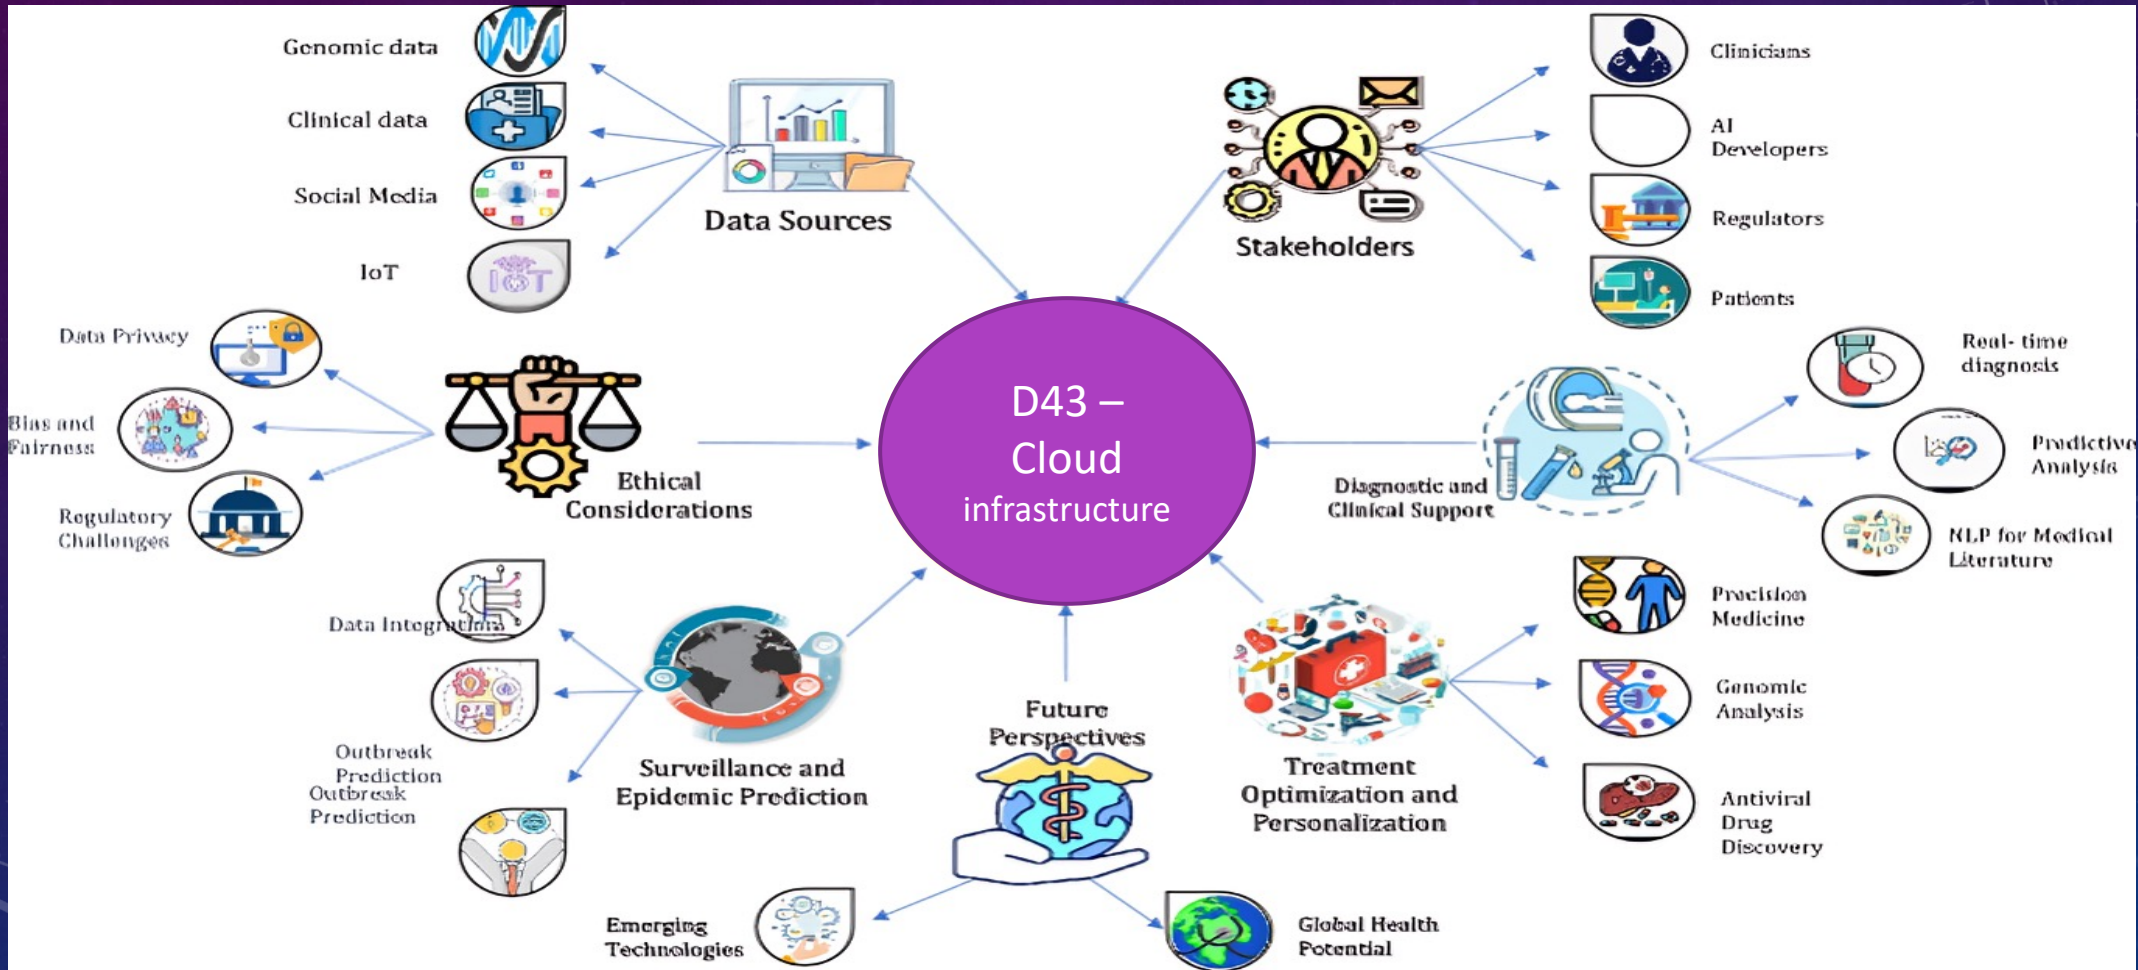 Genomic data
Clinical data
Social Media
IoT
IoT
Data Sources
Stakeholders
Clinicians
AI
Developers
Regulators
Patients
Data Privacy
Bias and
Fairness
Regulatory
Challenges
Ethical
Considerations
D43 –
Cloud
infrastructure
Diagnostic and
Clinical Support
Real- time
diagnosis
Predictive
Analysis
NLP for Medical
Literature
Data Integration
Outbreak
Prediction
Outbreak
Prediction
Surveillance and
Epidemic Prediction
Future
Perspectives
Emerging
Technologies
Global Health
Potential
Treatment
Optimization and
Personalization
Precision
Medicine
Genomic
Analysis
Antiviral
Drug
Discovery